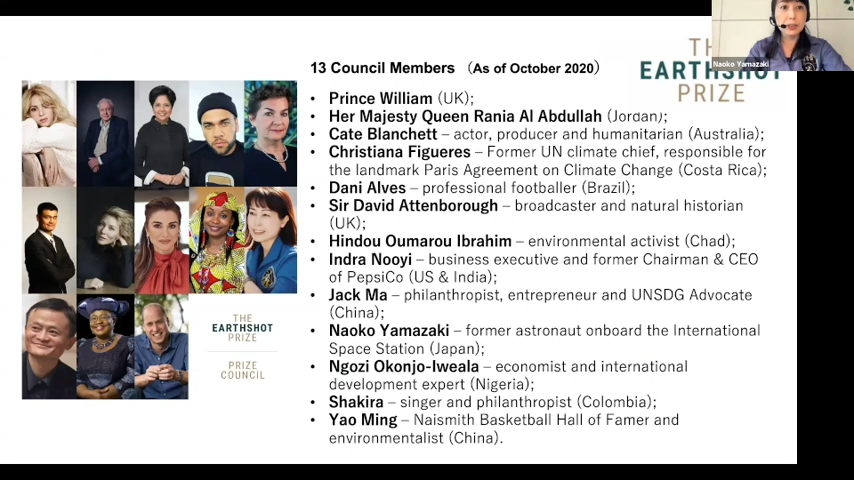 13 Council Members （As of October 2020）
Naoko Yamazaki
THE
EARTHSHOT
PRIZE
• Prince William (UK);
• Her Majesty Queen Rania Al Abdullah (Jordan);
• Cate Blanchett – actor, producer and humanitarian (Australia);
• Christiana Figueres – Former UN climate chief, responsible for
the landmark Paris Agreement on Climate Change (Costa Rica);
• Dani Alves – professional footballer (Brazil);
• Sir David Attenborough – broadcaster and natural historian
(UK);
• Hindou Oumarou Ibrahim – environmental activist (Chad);
• Indra Nooyi – business executive and former Chairman & CEO
of PepsiCo (US & India);
• Jack Ma – philanthropist, entrepreneur and UNSDG Advocate
(China);
• Naoko Yamazaki – former astronaut onboard the International
Space Station (Japan);
• Ngozi Okonjo-Iweala – economist and international
development expert (Nigeria);
• Shakira – singer and philanthropist (Colombia);
• Yao Ming – Naismith Basketball Hall of Famer and
environmentalist (China).
THE
EARTHSHOT
PRIZE
PRIZE
COUNCIL